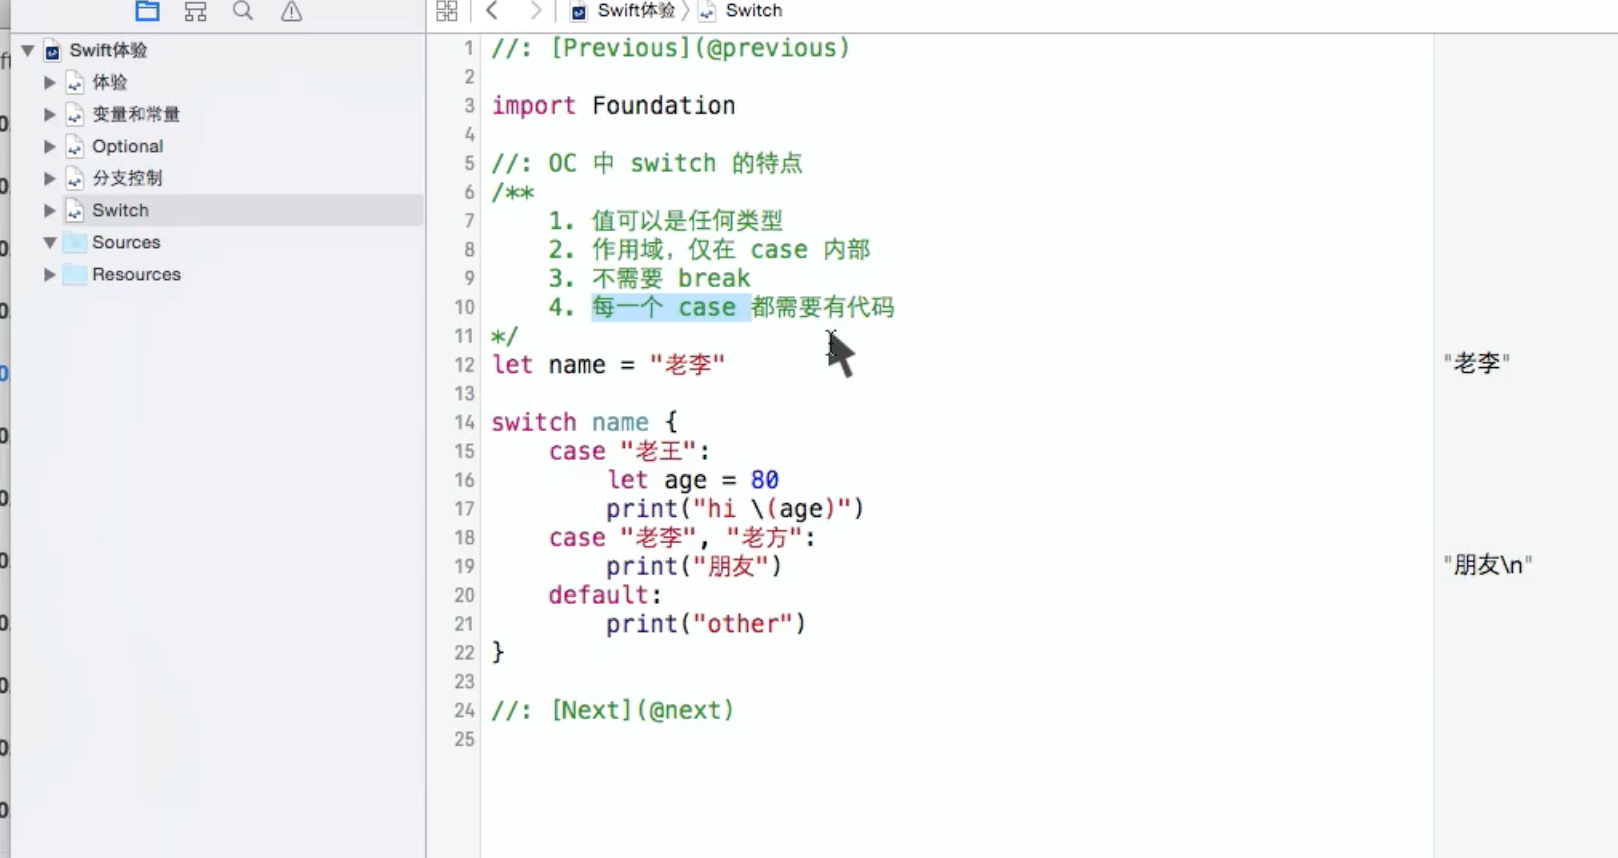 Swift体验 Switch
Swift体验
体验
变量和常量
Optional
分支控制
Switch
Sources
Resources
1 //: [Previous](@previous)
2
3 import Foundation
4
5 //: OC 中 switch 的特点
6 /**
7 1. 值可以是任何类型
8 2. 作用域，仅在 case 内部
9 3. 不需要 break
10 4. 每一个 case 都需要有代码
11 */
12 let name = "老李"
13
14 switch name {
15 case "老王":
16 let age = 80
17 print("hi \(age)")
18 case "老李", "老方":
19 print("朋友")
20 default:
21 print("other")
22 }
23
24 //: [Next](@next)
25
"老李"
"朋友\n"